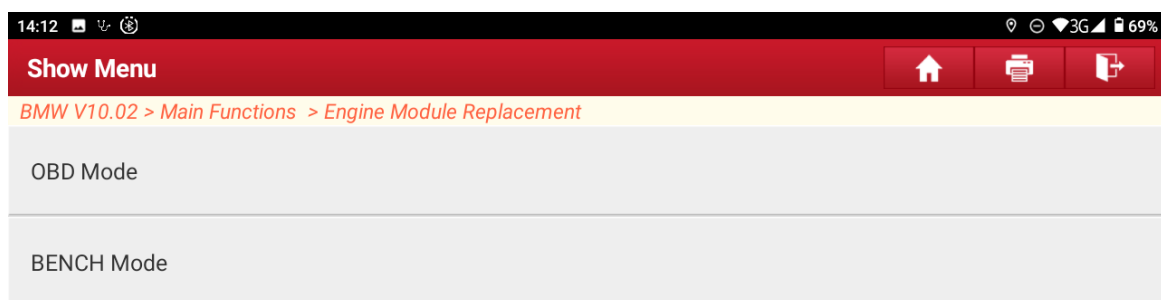 14:12 3G 69%
Show Menu
BMW V10.02 > Main Functions > Engine Module Replacement
OBD Mode
BENCH Mode